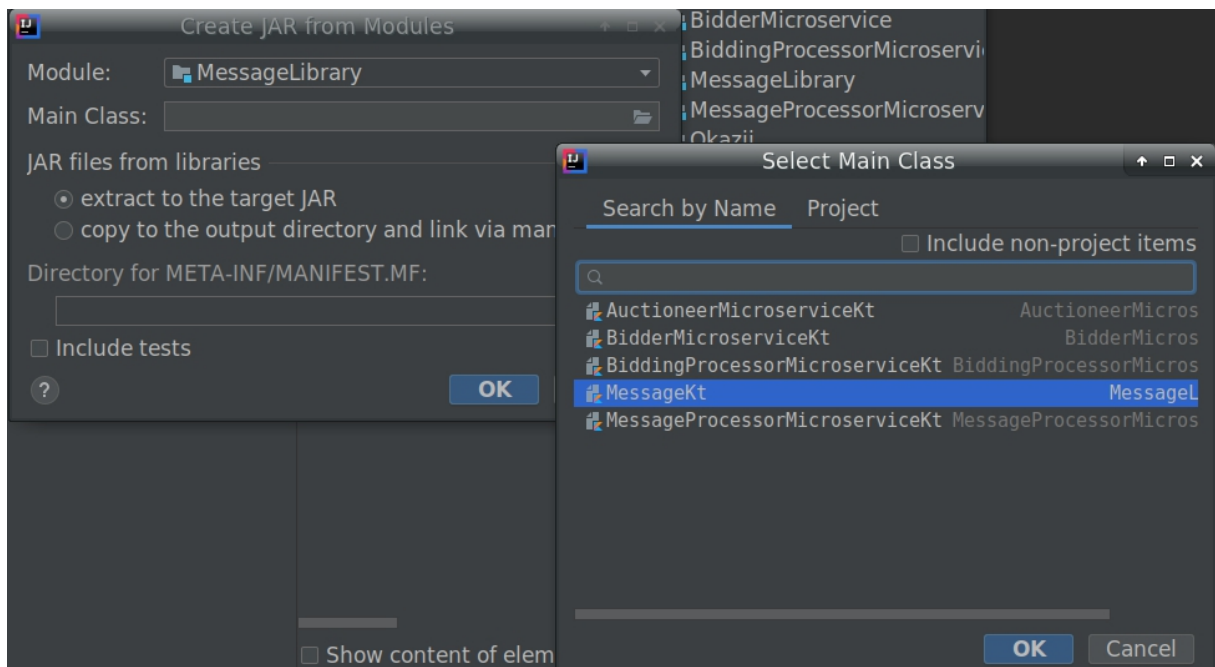 Create JAR from Modules
Module:
MessageLibrary
Main Class:
JAR files from libraries
extract to the target JAR
copy to the output directory and link via man
Directory for META-INF/MANIFEST.MF:
Include tests
?
OK
BidderMicroservice
BiddingProcessorMicroservi
MessageLibrary
MessageProcessorMicroserv
Okazii
Select Main Class
Search by Name Project
Include non-project items
AuctioneerMicroserviceKt AuctioneerMicros
BidderMicroserviceKt BidderMicros
BiddingProcessorMicroserviceKt BiddingProcessorMicros
MessageKt MessageL
MessageProcessorMicroserviceKt MessageProcessorMicros
OK Cancel
Show content of elem